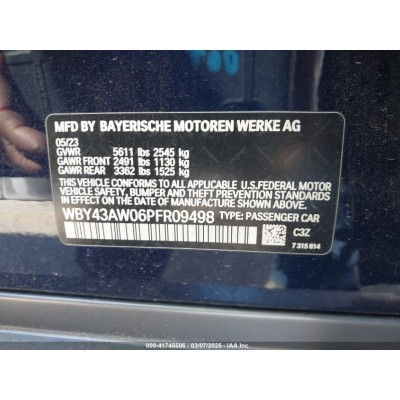 MFD BY BAYERISCHE MOTOREN WERKE AG
05/23
GVWR 5611 lbs 2545 kg
GAWR FRONT 2491 lbs 1130 kg
GAWR REAR 3362 lbs 1525 kg
THIS VEHICLE CONFORMS TO ALL APPLICABLE U.S. FEDERAL MOTOR
VEHICLE SAFETY, BUMPER, AND THEFT PREVENTION STANDARDS
IN EFFECT ON THE DATE OF MANUFACTURE SHOWN ABOVE.
WBY43AW06PFR09498 TYPE: PASSENGER CAR
C3Z
7 315 814
000-41745506 - 03/07/2025 - IAA Inc.